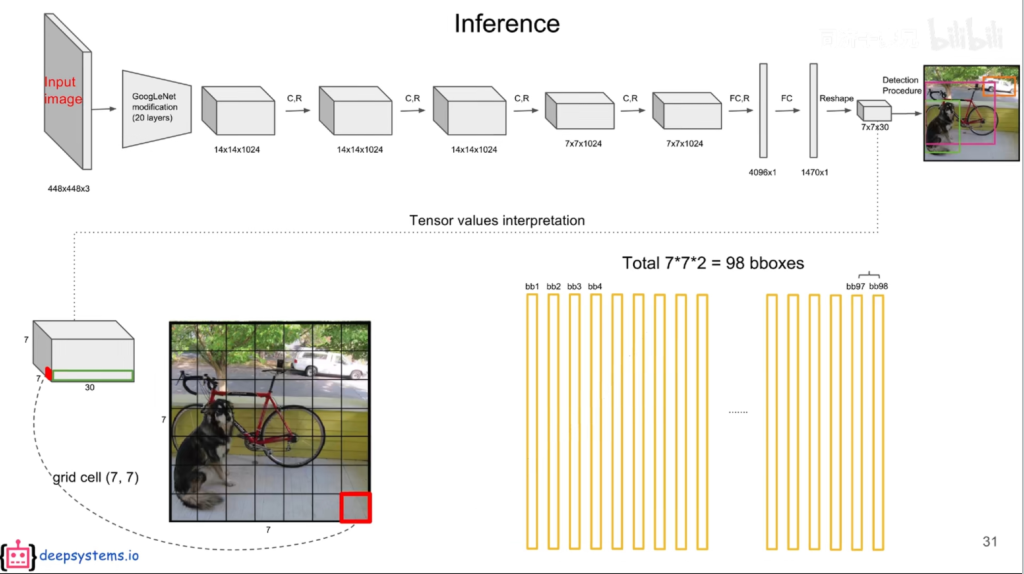 Inference
bilibili
Input
image
448x448x3
GoogLeNet
modification
(20 layers)
14x14x1024
C,R
14x14x1024
C,R
14x14x1024
C,R
7x7x1024
C,R
7x7x1024
FC,R
4096x1
FC
1470x1
Reshape
7x7x30
Detection
Procedure
Tensor values interpretation
Total 7*7*2 = 98 bboxes
bb1 bb2 bb3 bb4
bb97 bb98
.......
7
7
30
7
7
grid cell (7, 7)
{ } deepsystems.io
31